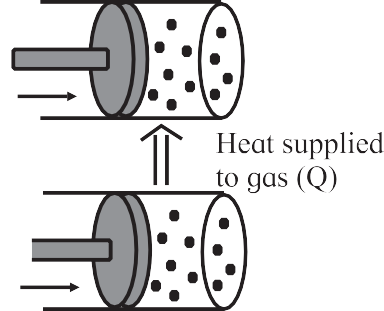 Heat supplied
to gas (Q)